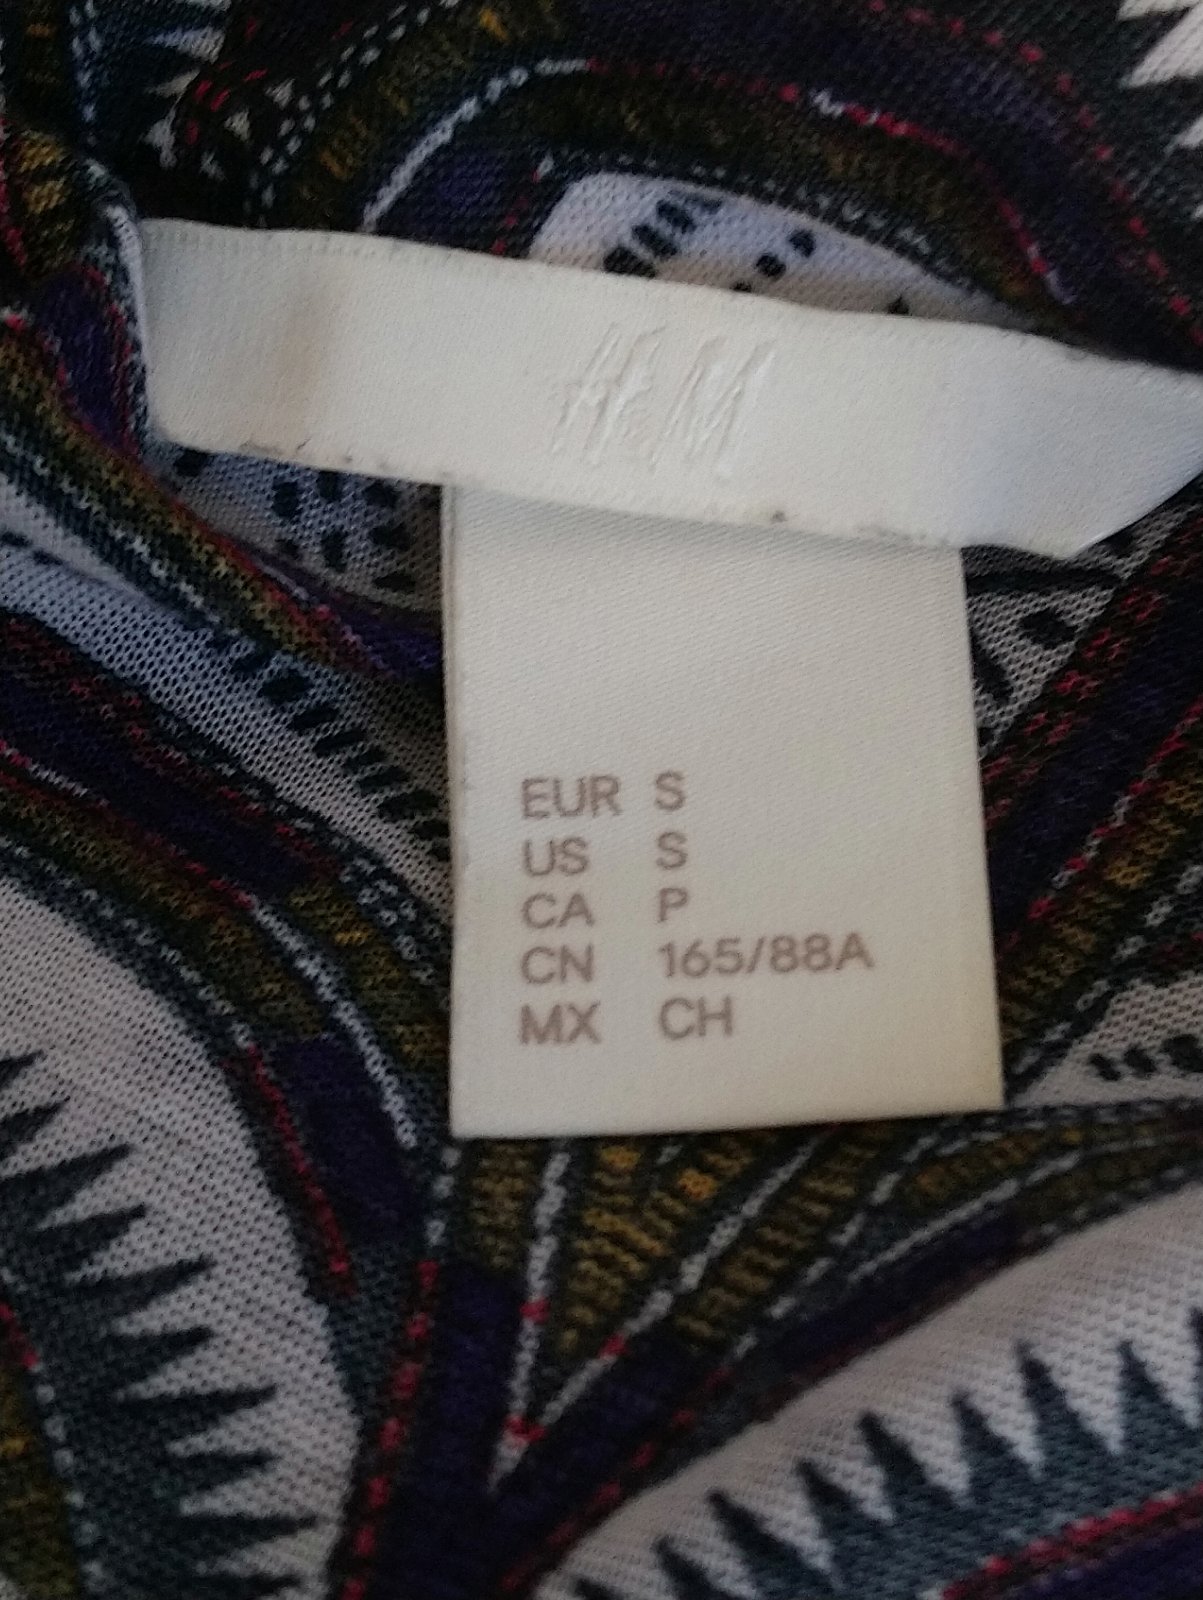 H&M
EUR S
US S
CA P
CN 165/88A
MX CH